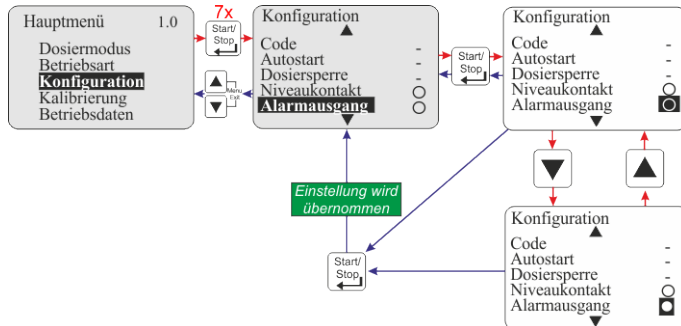 Hauptmenü 1.0
Dosiermodus
Betriebsart
Konfiguration
Kalibrierung
Betriebsdaten
7x
Start/
Stop
Menu
Exit
Konfiguration
Code -
Autostart -
Dosiersperre -
Niveaukontakt
Alarmausgang
Start/
Stop
Konfiguration
Code -
Autostart -
Dosiersperre -
Niveaukontakt
Alarmausgang
Einstellung wird
übernommen
Start/
Stop
Konfiguration
Code -
Autostart -
Dosiersperre -
Niveaukontakt
Alarmausgang